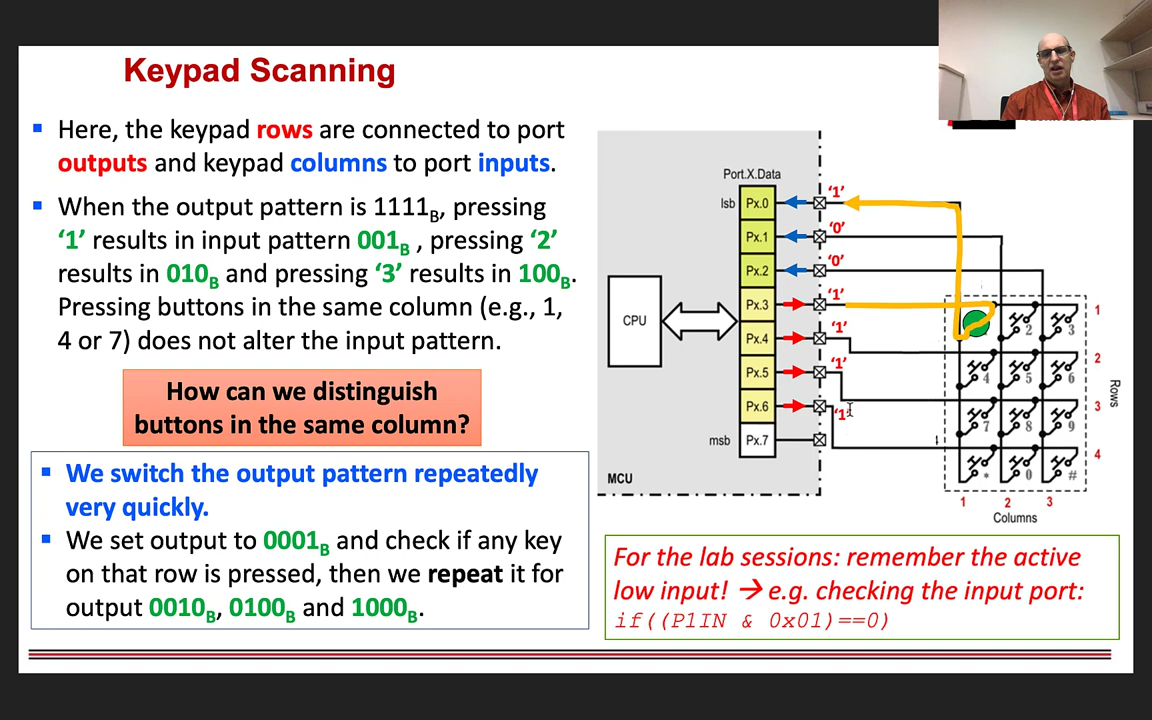 Keypad Scanning
▪ Here, the keypad rows are connected to port
outputs and keypad columns to port inputs.
▪ When the output pattern is 1111B, pressing
‘1’ results in input pattern 001B , pressing ‘2’
results in 010B and pressing ‘3’ results in 100B.
Pressing buttons in the same column (e.g., 1,
4 or 7) does not alter the input pattern.
How can we distinguish
buttons in the same column?
▪ We switch the output pattern repeatedly
very quickly.
▪ We set output to 0001B and check if any key
on that row is pressed, then we repeat it for
output 0010B, 0100B and 1000B.
Port.X.Data
lsb Px.0 ‘1’
Px.1 ‘0’
Px.2 ‘0’
Px.3 ‘1’
Px.4 ‘1’
Px.5 ‘1’
Px.6 ‘1’
msb Px.7
CPU
MCU
2 3 1
4 5 6 2
7 8 9 3
* 0 # 4
Rows
1 2 3
Columns
For the lab sessions: remember the active
low input! → e.g. checking the input port:
if((P1IN & 0x01)==0)